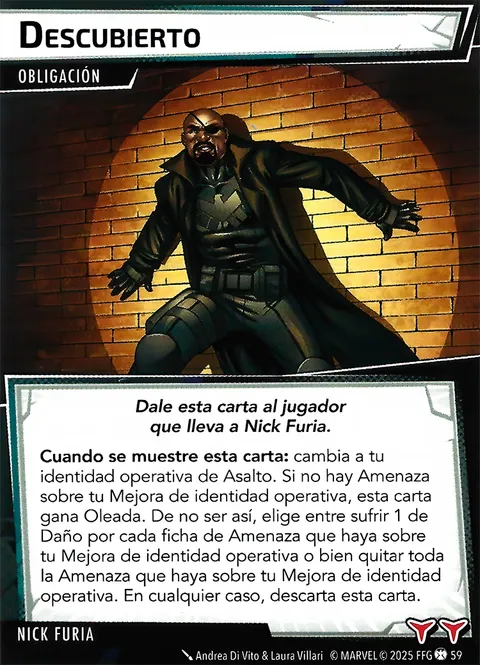 DESCUBIERTO
OBLIGACIÓN
Dale esta carta al jugador
que lleva a Nick Furia.
Cuando se muestre esta carta: cambia a tu
identidad operativa de Asalto. Si no hay Amenaza
sobre tu Mejora de identidad operativa, esta carta
gana Oleada. De no ser así, elige entre sufrir 1 de
Daño por cada ficha de Amenaza que haya sobre
tu Mejora de identidad operativa o bien quitar toda
la Amenaza que haya sobre tu Mejora de identidad
operativa. En cualquier caso, descarta esta carta.
NICK FURIA
Andrea Di Vito & Laura Villari © MARVEL © 2025 FFG 59